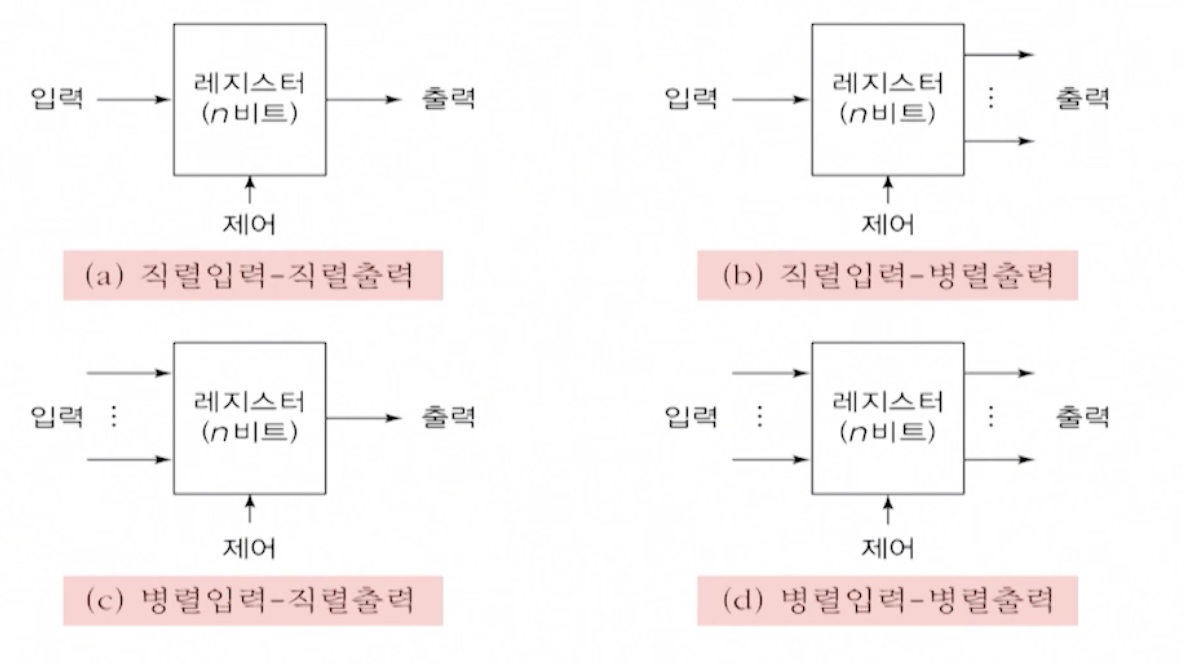 입력
레지스터
(n비트)
출력
제어
(a) 직렬입력-직렬출력
입력
레지스터
(n비트)
출력
제어
(b) 직렬입력-병렬출력
입력
레지스터
(n비트)
출력
제어
(c) 병렬입력-직렬출력
입력
레지스터
(n비트)
출력
제어
(d) 병렬입력-병렬출력